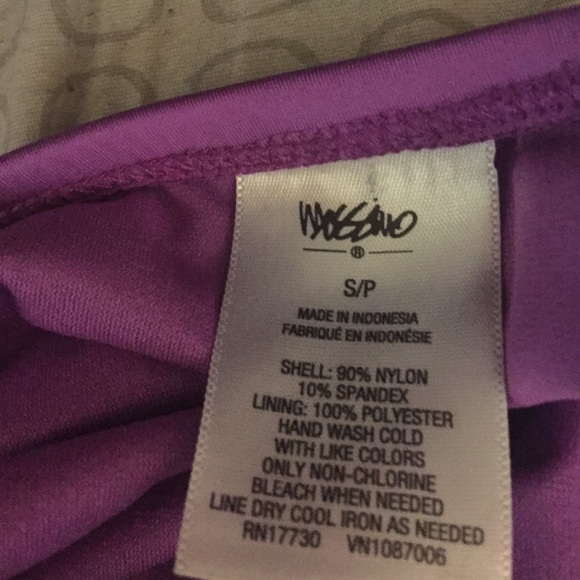 MOSSIMO
®
S/P
MADE IN INDONESIA
FABRIQUÉ EN INDONÉSIE
SHELL: 90% NYLON
10% SPANDEX
LINING: 100% POLYESTER
HAND WASH COLD
WITH LIKE COLORS
ONLY NON-CHLORINE
BLEACH WHEN NEEDED
LINE DRY COOL IRON AS NEEDED
RN17730 VN1087006